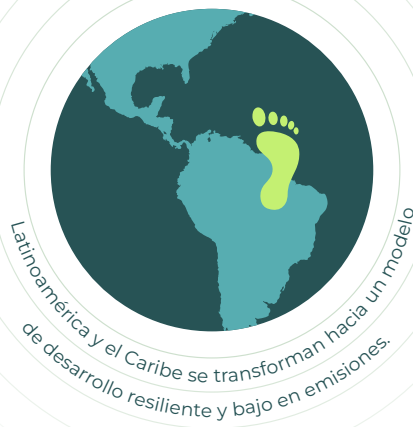 Latinoamérica y el Caribe se transforman hacia un modelo
de desarrollo resiliente y bajo en emisiones.